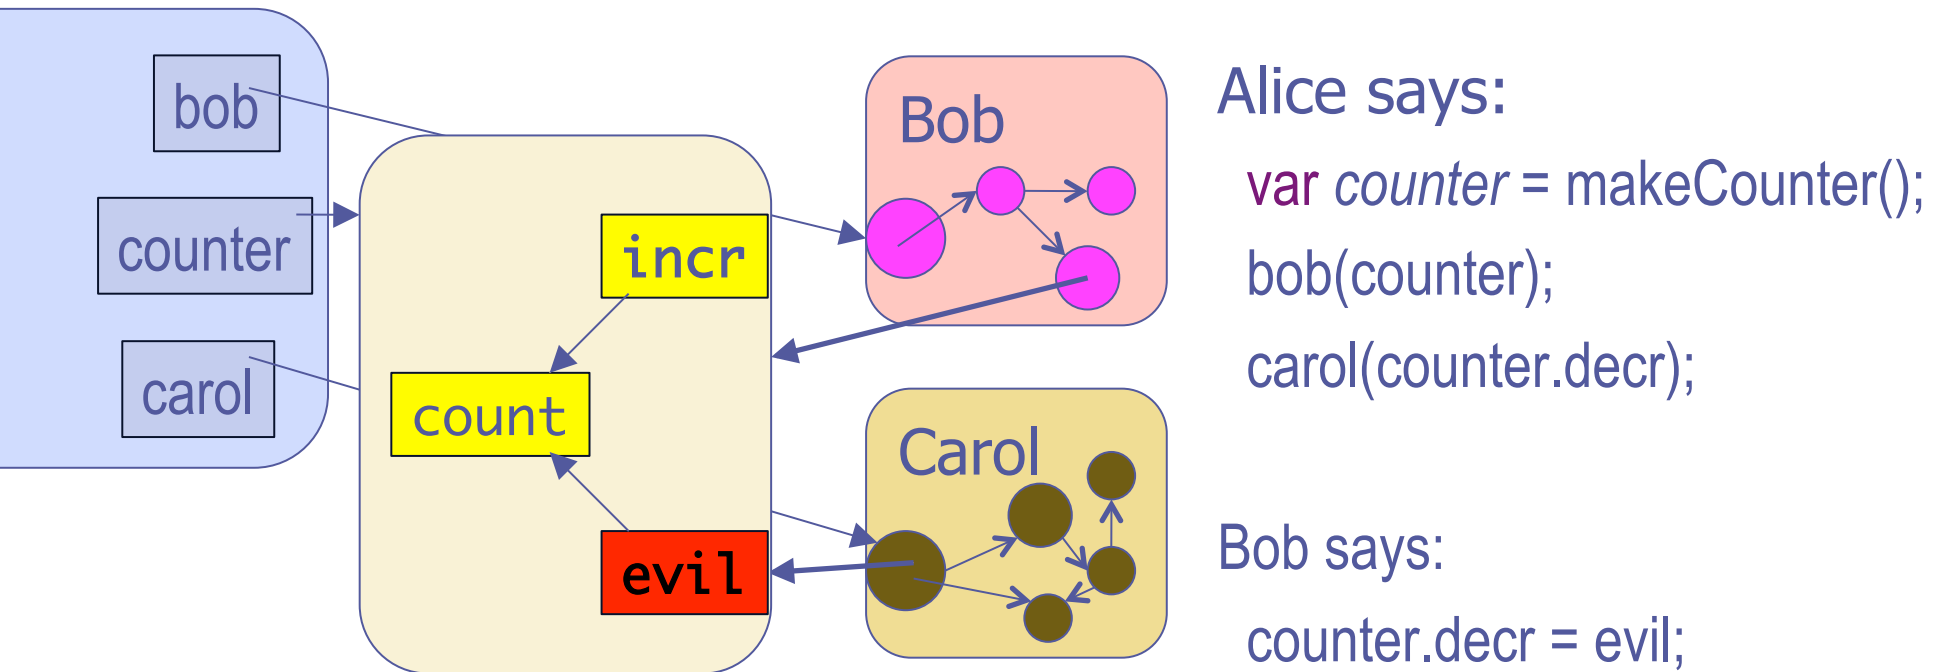 bob
counter
carol
incr
count
evil
Bob
Carol
Alice says:
var counter = makeCounter();
bob(counter);
carol(counter.decr);
Bob says:
counter.decr = evil;